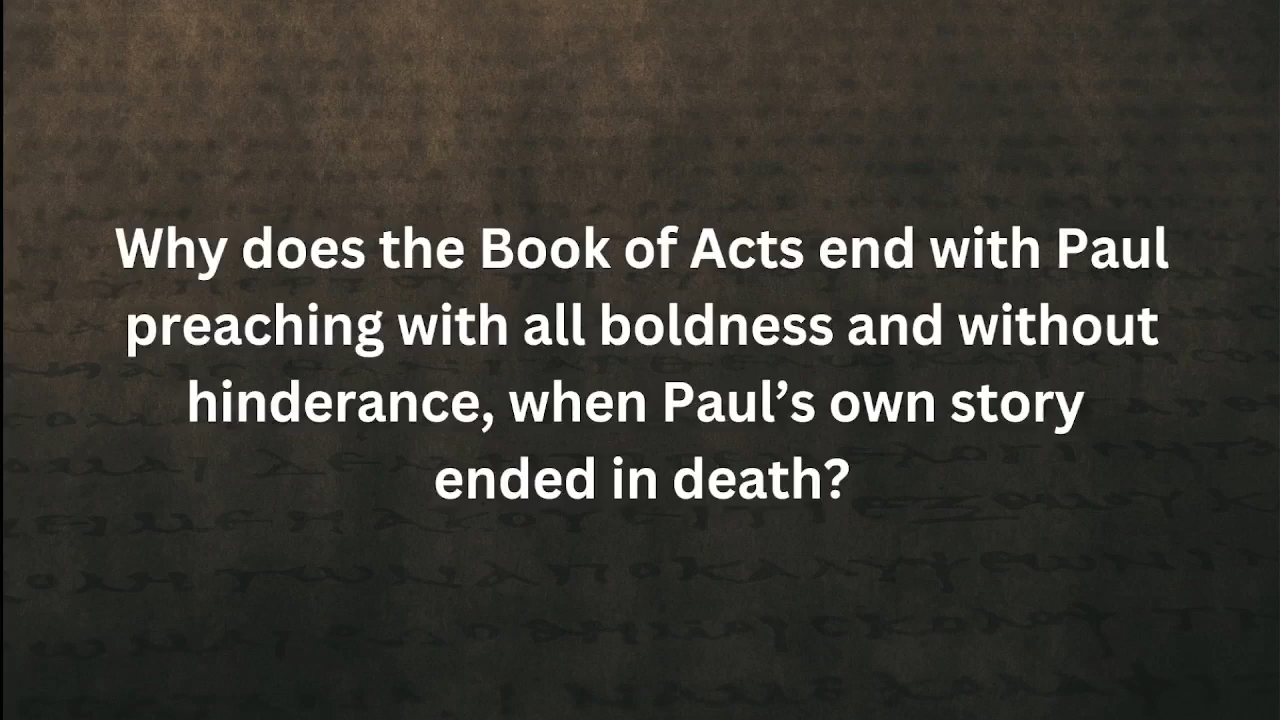 Why does the Book of Acts end with Paul
preaching with all boldness and without
hinderance, when Paul’s own story
ended in death?